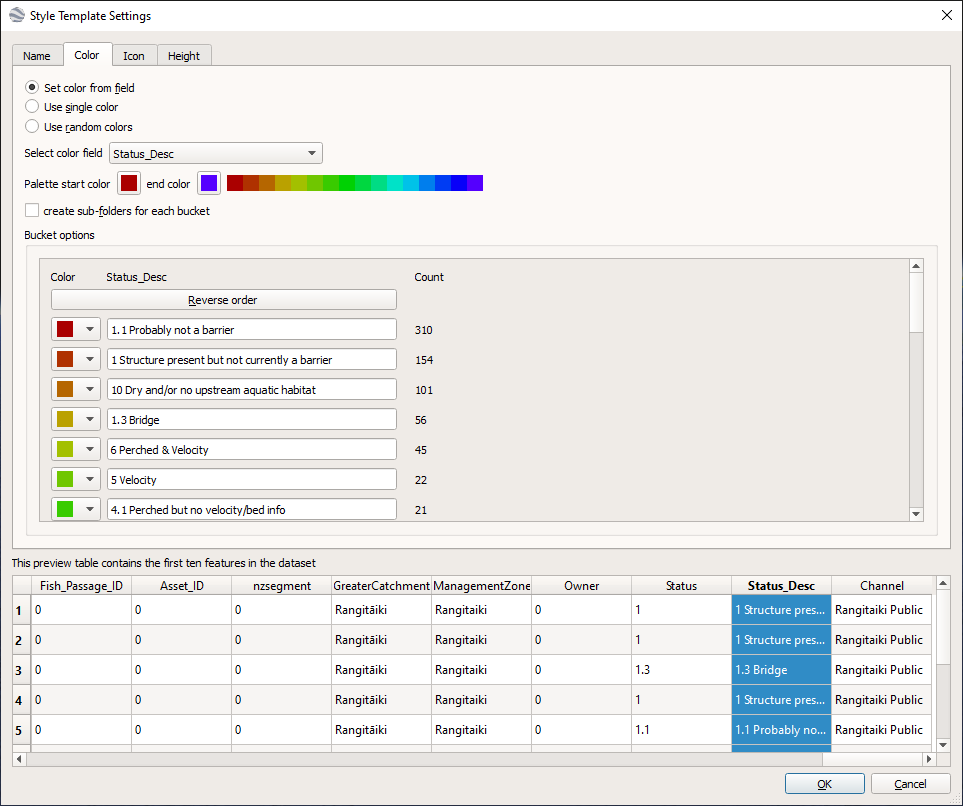 Style Template Settings
Name Color Icon Height
Set color from field
Use single color
Use random colors
Select color field Status_Desc
Palette start color end color
create sub-folders for each bucket
Bucket options
Color Status_Desc Count
Reverse order
1.1 Probably not a barrier 310
1 Structure present but not currently a barrier 154
10 Dry and/or no upstream aquatic habitat 101
1.3 Bridge 56
6 Perched & Velocity 45
5 Velocity 22
4.1 Perched but no velocity/bed info 21
This preview table contains the first ten features in the dataset
Fish_Passage_ID Asset_ID nzsegment GreaterCatchment ManagementZone Owner Status Status_Desc Channel
1 0 0 0 Rangitāiki Rangitaiki 0 1 1 Structure pres... Rangitaiki Public
2 0 0 0 Rangitāiki Rangitaiki 0 1 1 Structure pres... Rangitaiki Public
3 0 0 0 Rangitāiki Rangitaiki 0 1.3 1.3 Bridge Rangitaiki Public
4 0 0 0 Rangitāiki Rangitaiki 0 1 1 Structure pres... Rangitaiki Public
5 0 0 0 Rangitāiki Rangitaiki 0 1.1 1.1 Probably no... Rangitaiki Public
OK Cancel